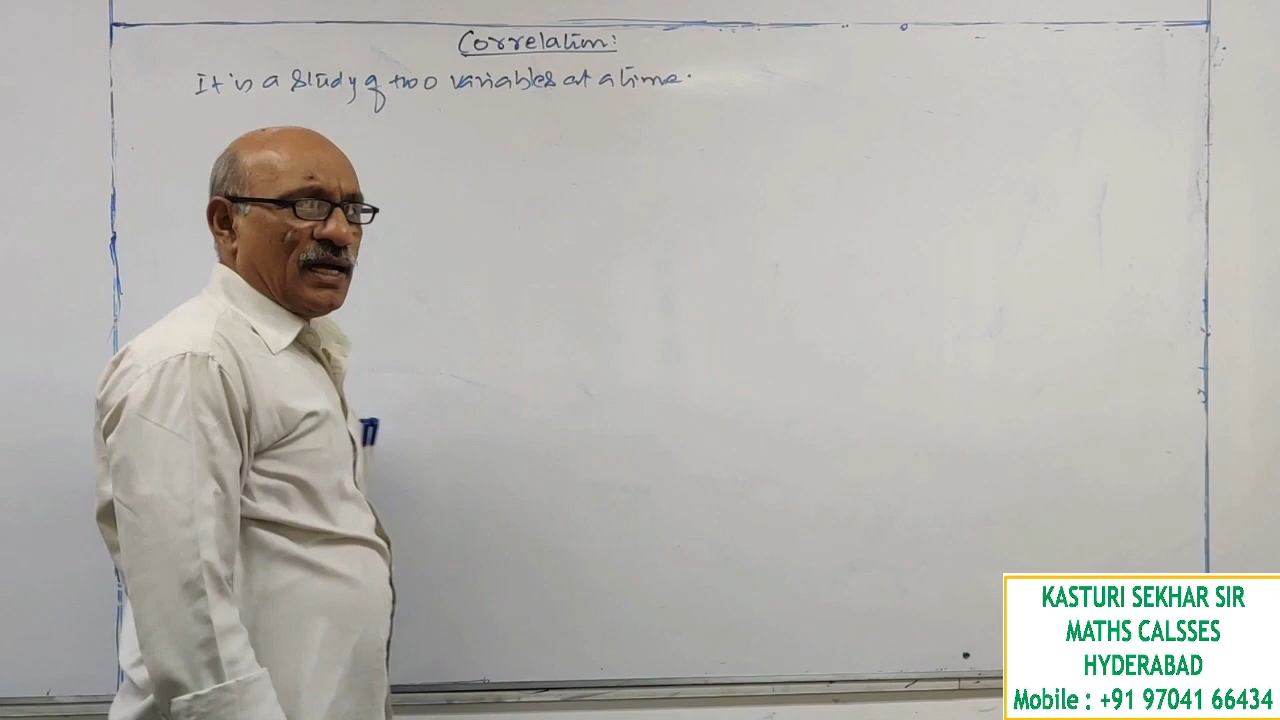 Correlation:
It is a study of two variables at a time.
KASTURI SEKHAR SIR
MATHS CALSSES
HYDERABAD
Mobile : +91 97041 66434